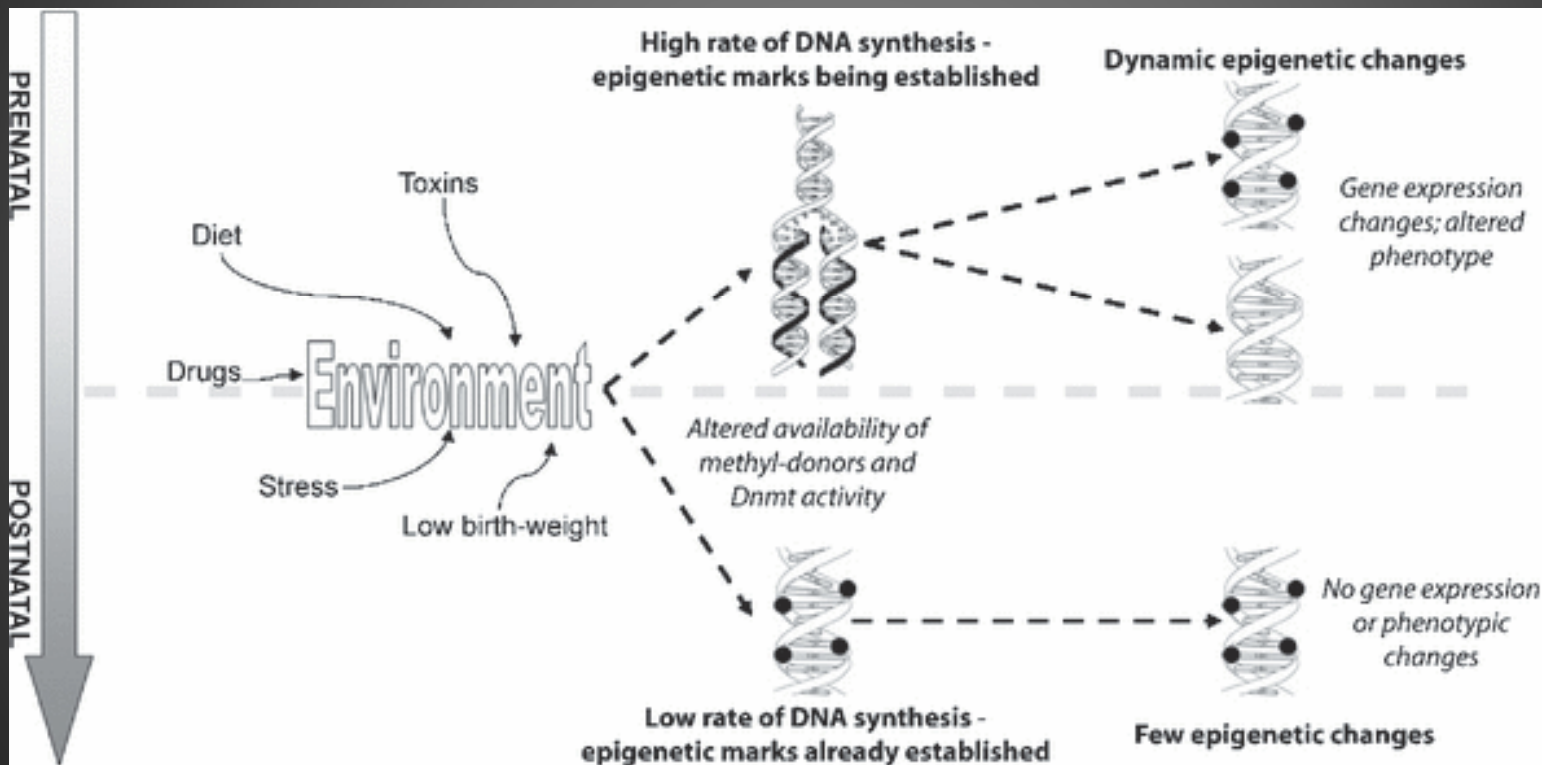 PRENATAL
POSTNATAL
Diet
Toxins
Drugs
Environment
Stress
Low birth-weight
High rate of DNA synthesis -
epigenetic marks being established
Dynamic epigenetic changes
Gene expression
changes; altered
phenotype
Altered availability of
methyl-donors and
Dnmt activity
Low rate of DNA synthesis -
epigenetic marks already established
No gene expression
or phenotypic
changes
Few epigenetic changes